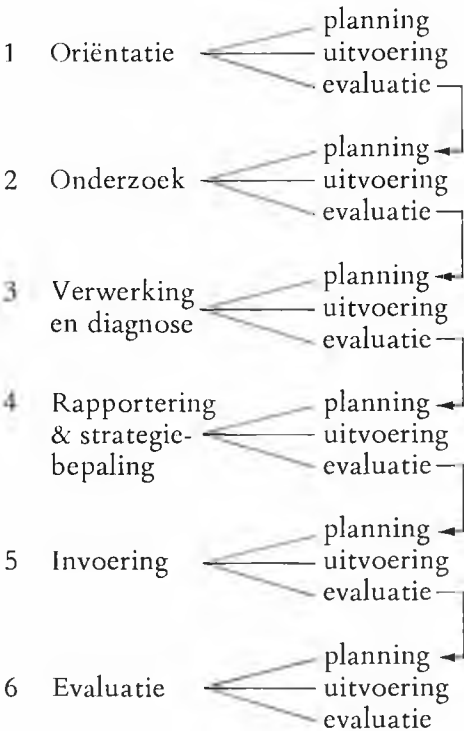 planning
1 Oriëntatie uitvoering
evaluatie
planning
2 Onderzoek uitvoering
evaluatie
planning
3 Verwerking
en diagnose uitvoering
evaluatie
4 Rapportering planning
& strategie- uitvoering
bepaling evaluatie
planning
5 Invoering uitvoering
evaluatie
planning
6 Evaluatie uitvoering
evaluatie